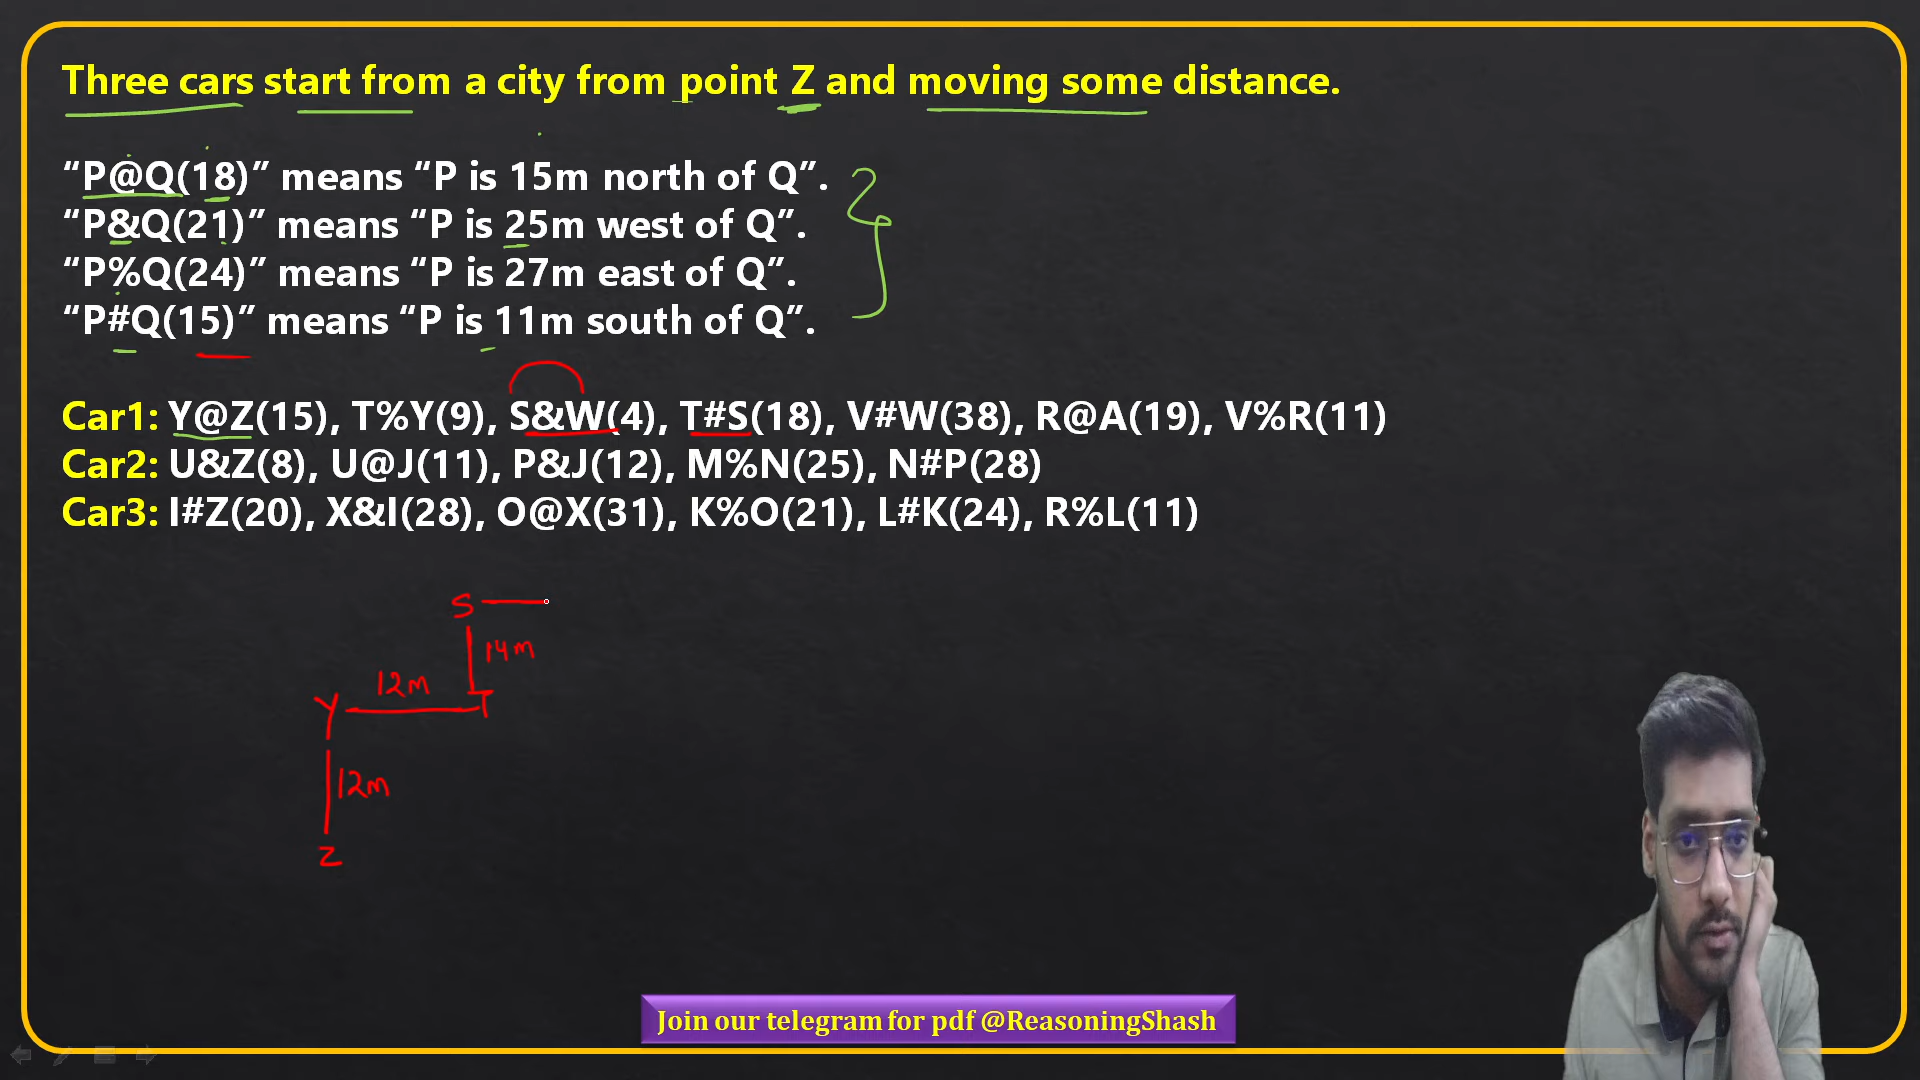 Three cars start from a city from point Z and moving some distance.
“P@Q(18)” means “P is 15m north of Q”.
“P&Q(21)” means “P is 25m west of Q”.
“P%Q(24)” means “P is 27m east of Q”.
“P#Q(15)” means “P is 11m south of Q”.
Car1: Y@Z(15), T%Y(9), S&W(4), T#S(18), V#W(38), R@A(19), V%R(11)
Car2: U&Z(8), U@J(11), P&J(12), M%N(25), N#P(28)
Car3: I#Z(20), X&I(28), O@X(31), K%O(21), L#K(24), R%L(11)
S
14m
12m
Y T
12m
Z
Join our telegram for pdf @ReasoningShash